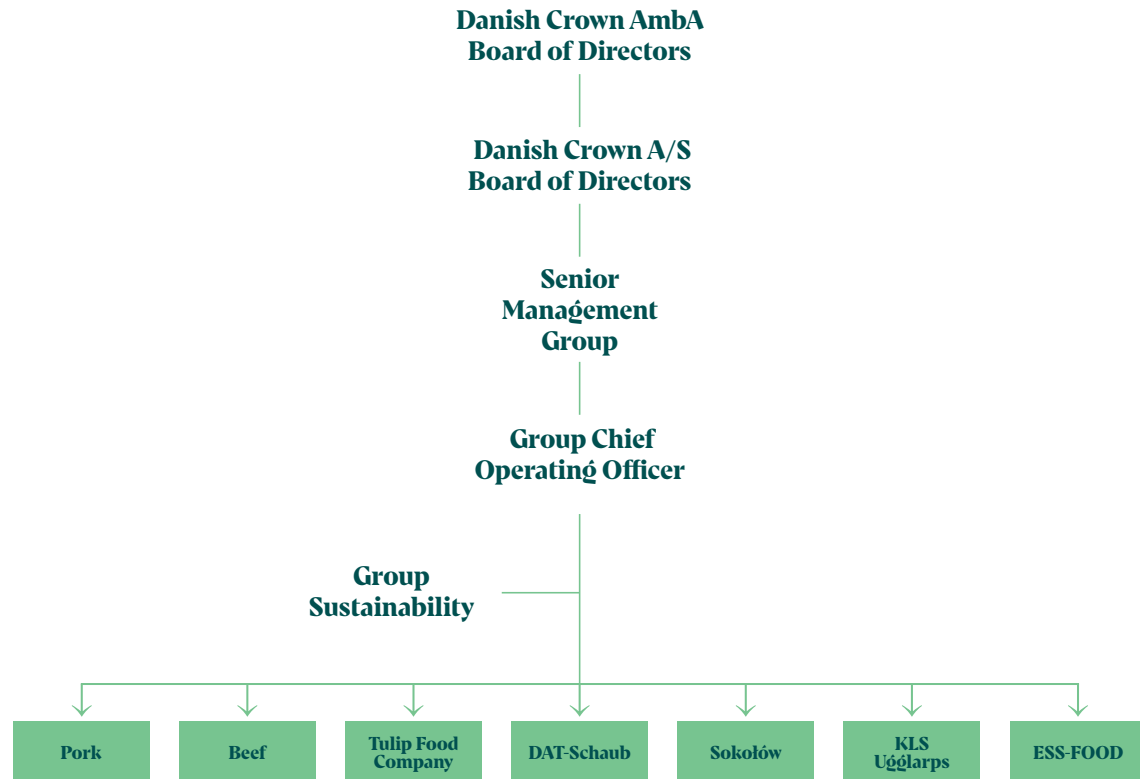 Danish Crown AmbA
Board of Directors
Danish Crown A/S
Board of Directors
Senior
Management
Group
Group Chief
Operating Officer
Group
Sustainability
Pork
Beef
Tulip Food
Company
DAT-Schaub
Sokołów
KLS
Ugglarps
ESS-FOOD